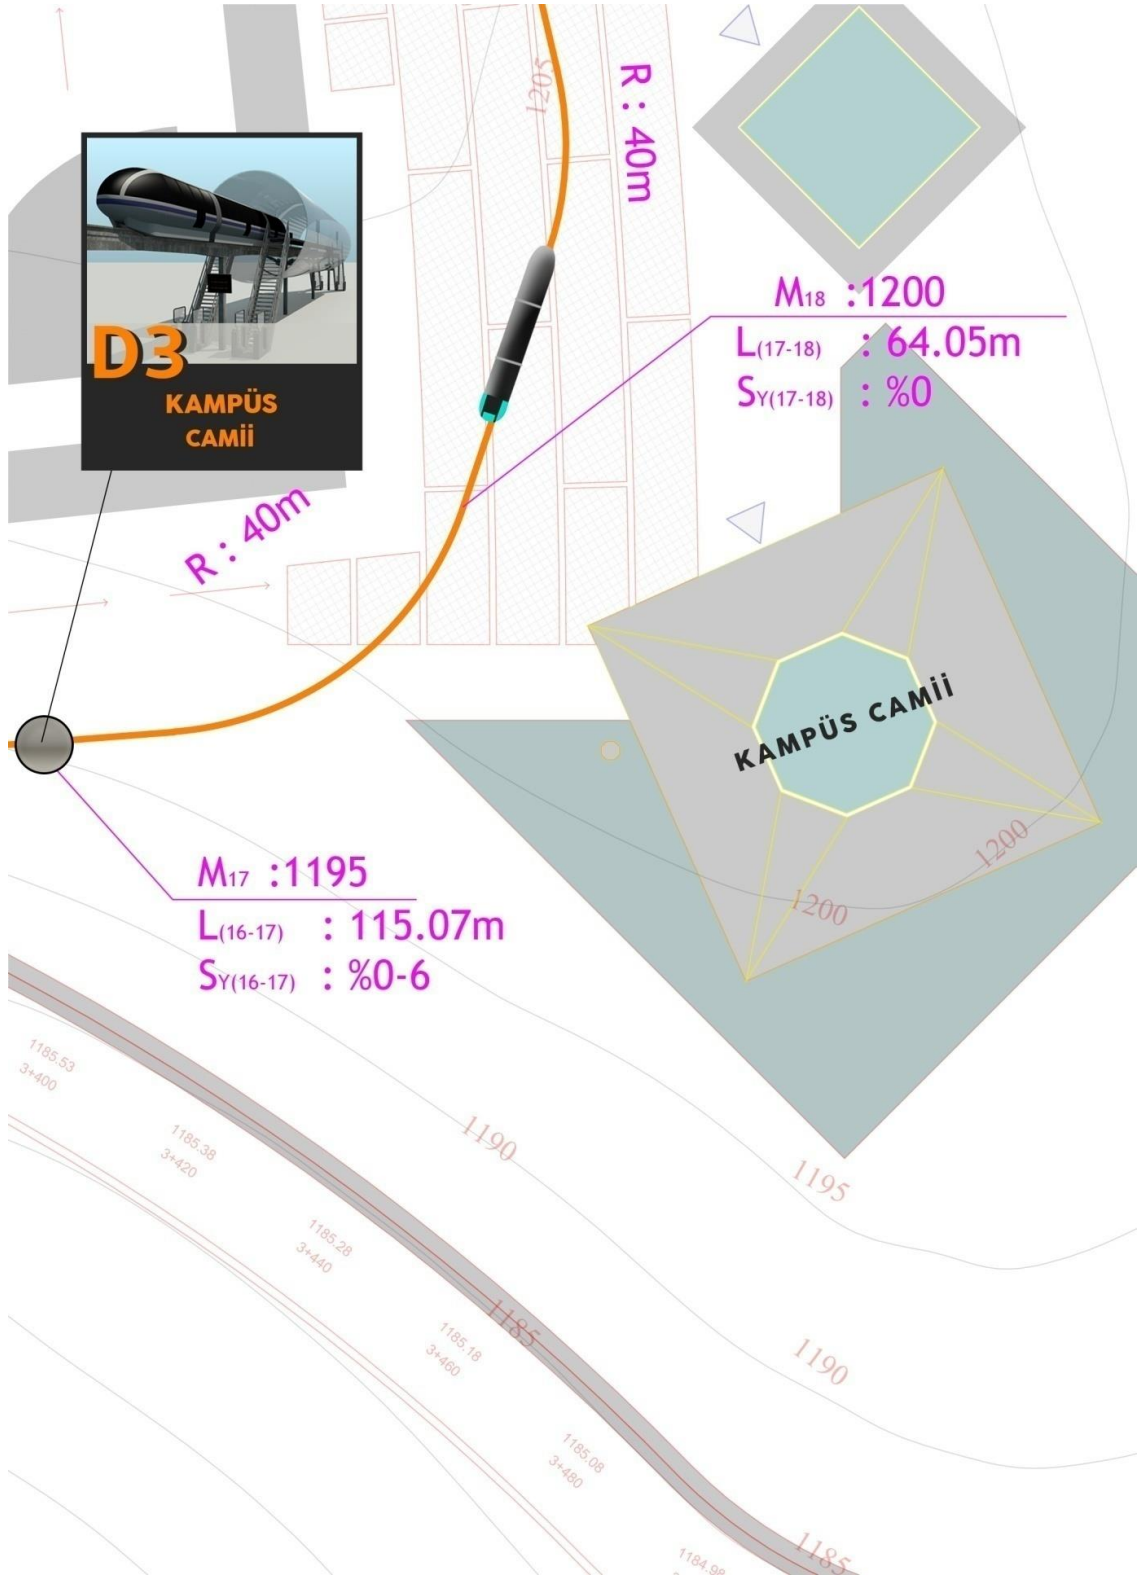 1205
R : 40m
D3
KAMPÜS
CAMİİ
M18 :1200
L(17-18) : 64.05m
SY(17-18) : %0
R : 40m
KAMPÜS CAMİİ
1200
1200
M17 :1195
L(16-17) : 115.07m
SY(16-17) : %0-6
1185.53
3+400
1190
1185.38
3+420
1195
1185.28
3+440
1185
1185.18
3+460
1190
1185.08
3+480
1185
1184.98